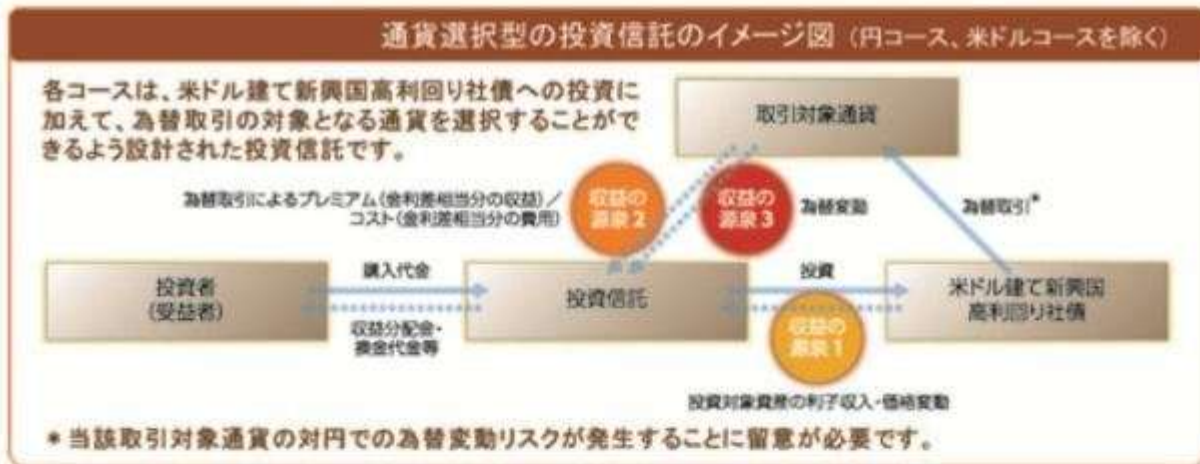 通貨選択型の投資信託のイメージ図（円コース、米ドルコースを除く）
各コースは、米ドル建て新興国高利回り社債への投資に
加えて、為替取引の対象となる通貨を選択することがで
きるよう設計された投資信託です。
取引対象通貨
為替取引によるプレミアム（金利差相当分の収益）／
コスト（金利差相当分の費用）
収益の
源泉2
収益の
源泉3
為替変動
為替取引*
投資者
（受益者）
購入代金
収益分配金・
換金代金等
投資信託
投資
収益の
源泉1
米ドル建て新興国
高利回り社債
投資対象資産の利子収入・価格変動
*当該取引対象通貨の対円での為替変動リスクが発生することに留意が必要です。